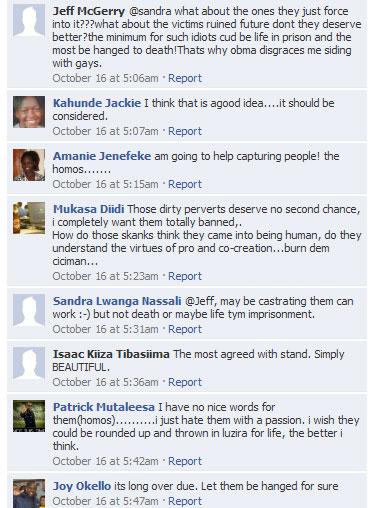 Jeff McGerry @sandra what about the ones they just force
into it???what about the victims ruined future dont they deserve
better?the minimum for such idiots cud be life in prison and the
most be hanged to death!Thats why obma disgraces me siding
with gays.
October 16 at 5:06am · Report
Kahunde Jackie I think that is agood idea....it should be
considered.
October 16 at 5:07am · Report
Amanie Jenefeke am going to help capturing people! the
homos.......
October 16 at 5:15am · Report
Mukasa Diidi Those dirty perverts deserve no second chance,
i completely want them totally banned,.
How do those skanks think they came into being human, do they
understand the virtues of pro and co-creation...burn dem
ciciman...
October 16 at 5:23am · Report
Sandra Lwanga Nassali @Jeff, may be castrating them can
work :-) but not death or maybe life tym imprisonment.
October 16 at 5:31am · Report
Isaac Kiiza Tibasiima The most agreed with stand. Simply
BEAUTIFUL.
October 16 at 5:36am · Report
Patrick Mutaleesa I have no nice words for
them(homos)..........i just hate them with a passion. i wish they
could be rounded up and thrown in luzira for life, the better i
think.
October 16 at 5:42am · Report
Joy Okello its long over due. Let them be hanged for sure
October 16 at 5:47am · Report